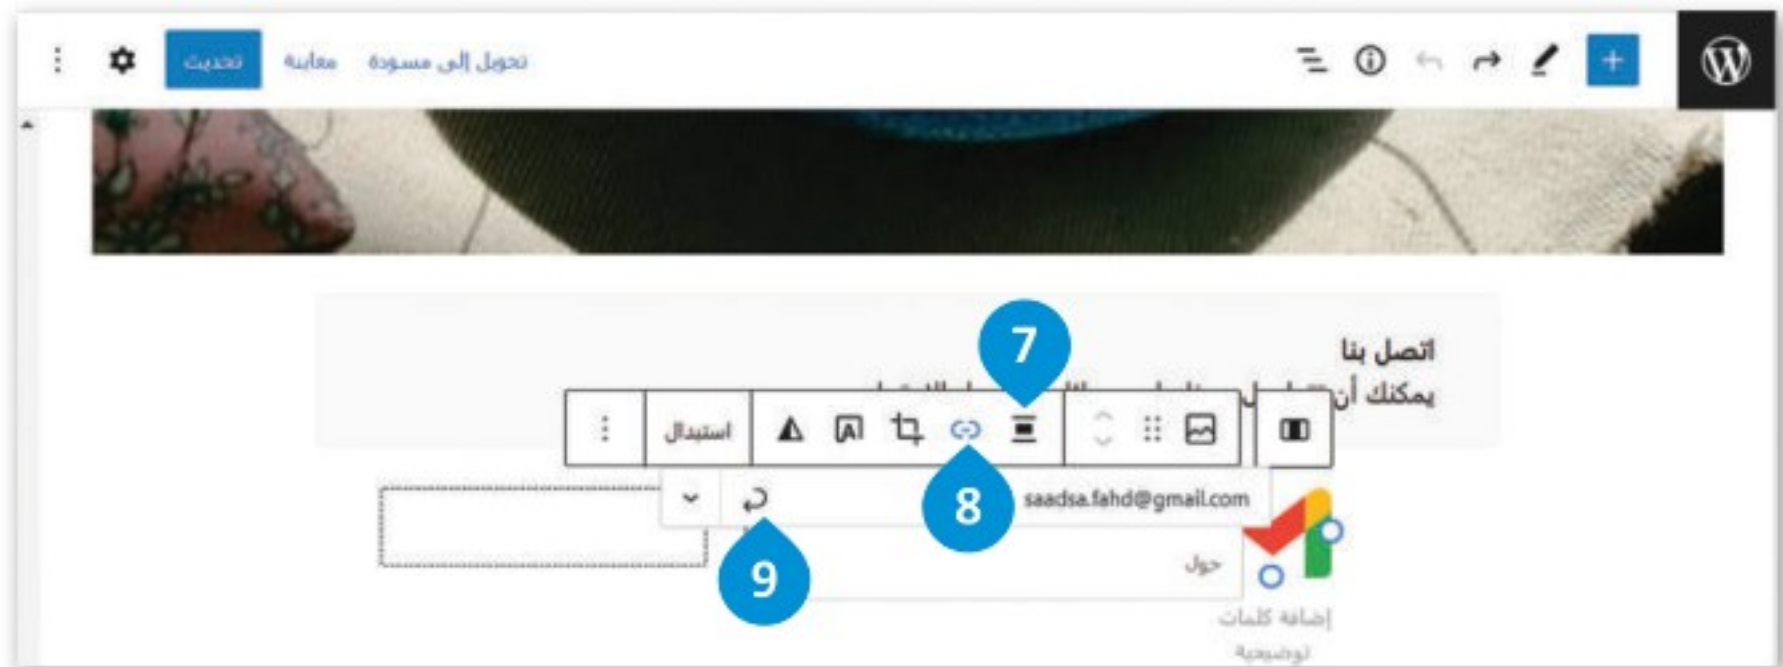 تحويل إلى مسودة معاينة تحديث
اتصل بنا
يمكنك أن
7
استبدال
saadsa.fahd@gmail.com
8
9
حول
إضافة كلمات
توضيحية